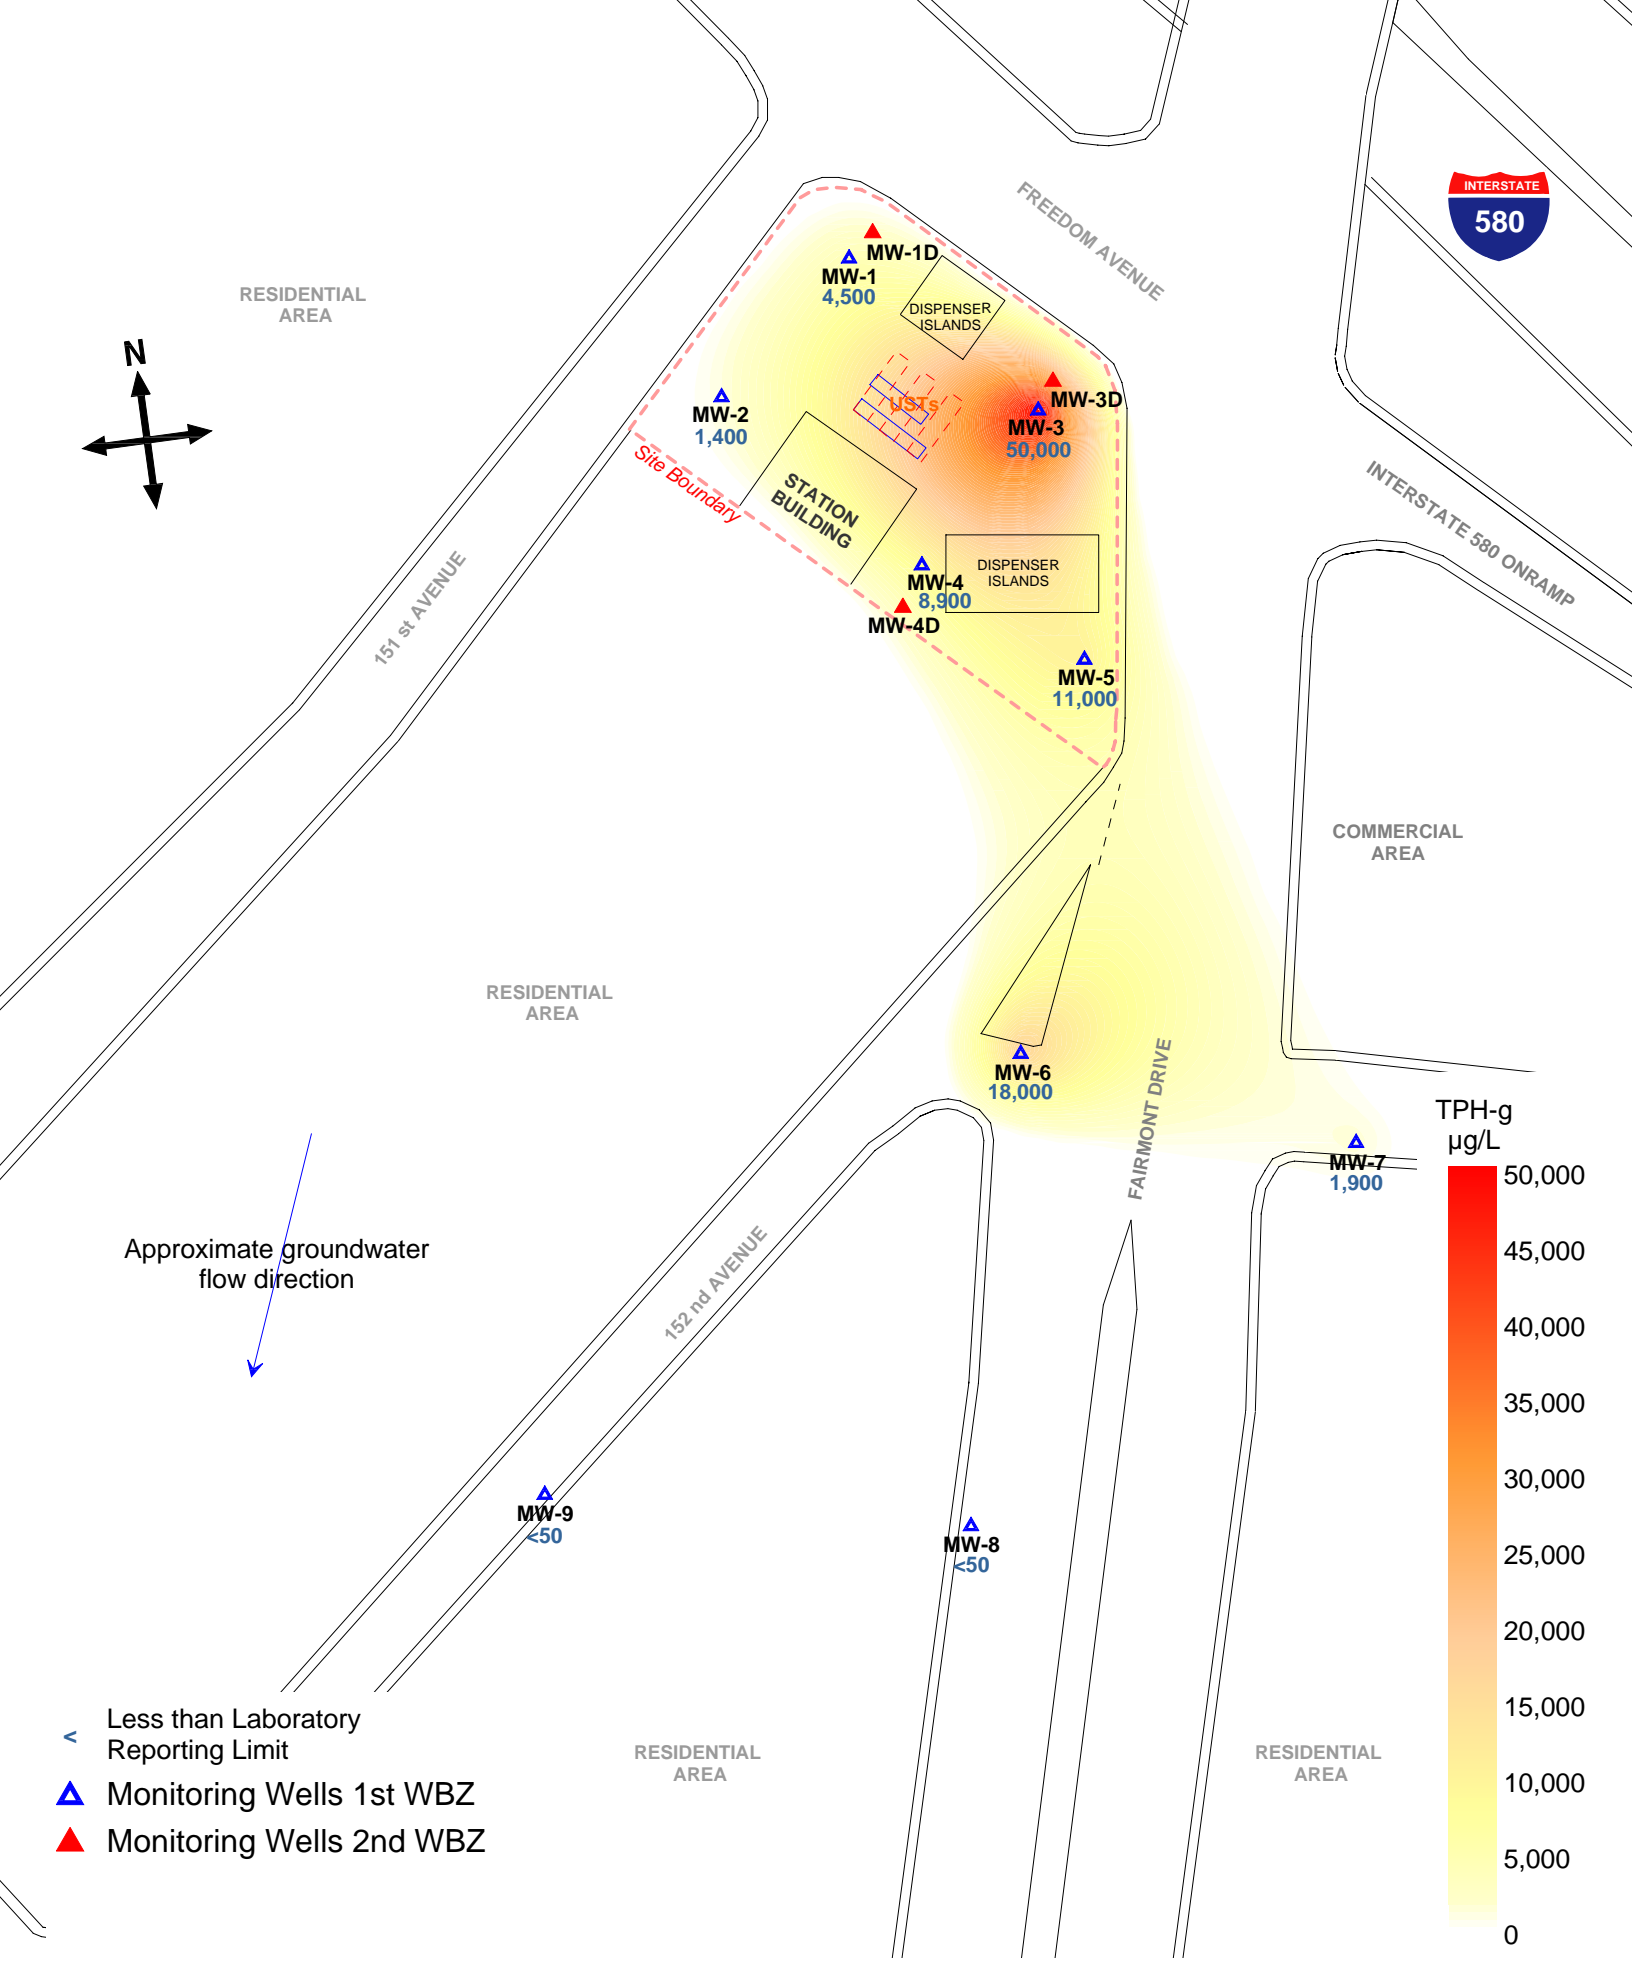 INTERSTATE
580
FREEDOM AVENUE
MW-1D
MW-1
4,500
RESIDENTIAL
AREA
DISPENSER
ISLANDS
N
USTs
MW-3D
MW-3
50,000
MW-2
1,400
Site Boundary
STATION
BUILDING
INTERSTATE 580 ONRAMP
151 st AVENUE
MW-4
8,900
MW-4D
DISPENSER
ISLANDS
MW-5
11,000
COMMERCIAL
AREA
RESIDENTIAL
AREA
MW-6
18,000
FAIRMONT DRIVE
MW-7
1,900
Approximate groundwater
flow direction
152 nd AVENUE
MW-9
<50
MW-8
<50
TPH-g
µg/L
50,000
45,000
40,000
35,000
30,000
25,000
20,000
15,000
10,000
5,000
0
RESIDENTIAL
AREA
RESIDENTIAL
AREA
< Less than Laboratory
Reporting Limit
Monitoring Wells 1st WBZ
Monitoring Wells 2nd WBZ